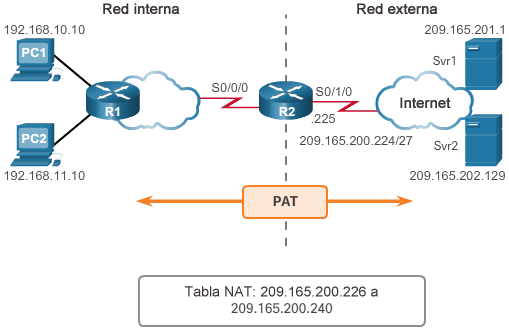 Red interna
Red externa
192.168.10.10
209.165.201.1
PC1
Svr1
S0/0/0
S0/1/0
R1
R2
Internet
.225
209.165.200.224/27
PC2
Svr2
192.168.11.10
209.165.202.129
PAT
Tabla NAT: 209.165.200.226 a
209.165.200.240